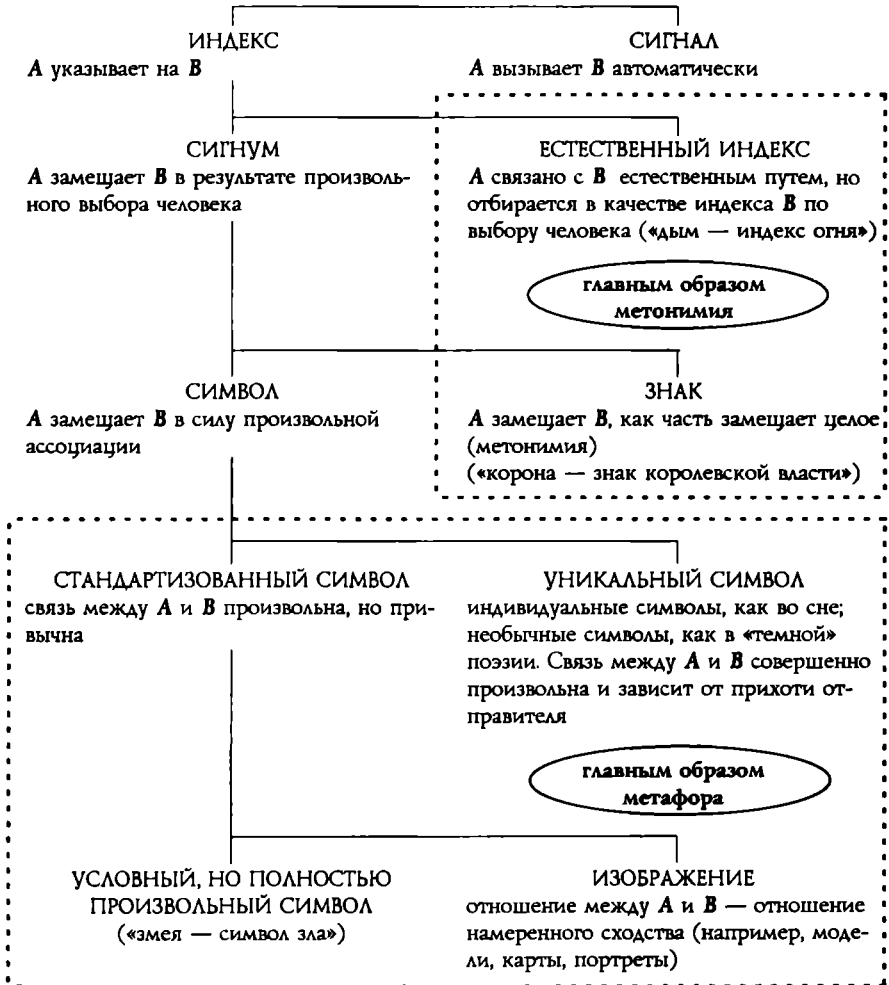 ИНДЕКС
А указывает на В
СИГНАЛ
А вызывает В автоматически
СИГНУМ
А замещает В в результате произволь-
ного выбора человека
ЕСТЕСТВЕННЫЙ ИНДЕКС
А связано с В естественным путем, но
отбирается в качестве индекса В по
выбору человека («дым — индекс огня»)
главным образом
метонимия
СИМВОЛ
А замещает В в силу произвольной
ассоциации
ЗНАК
А замещает В, как часть замещает целое
(метонимия)
(«корона — знак королевской власти»)
СТАНДАРТИЗОВАННЫЙ СИМВОЛ
связь между А и В произвольна, но при-
вычна
УНИКАЛЬНЫЙ СИМВОЛ
индивидуальные символы, как во сне;
необычные символы, как в «темной»
поэзии. Связь между А и В совершенно
произвольна и зависит от прихоти от-
правителя
главным образом
метафора
УСЛОВНЫЙ, НО ПОЛНОСТЬЮ
ПРОИЗВОЛЬНЫЙ СИМВОЛ
(«змея — символ зла»)
ИЗОБРАЖЕНИЕ
отношение между А и В — отношение
намеренного сходства (например, моде-
ли, карты, портреты)